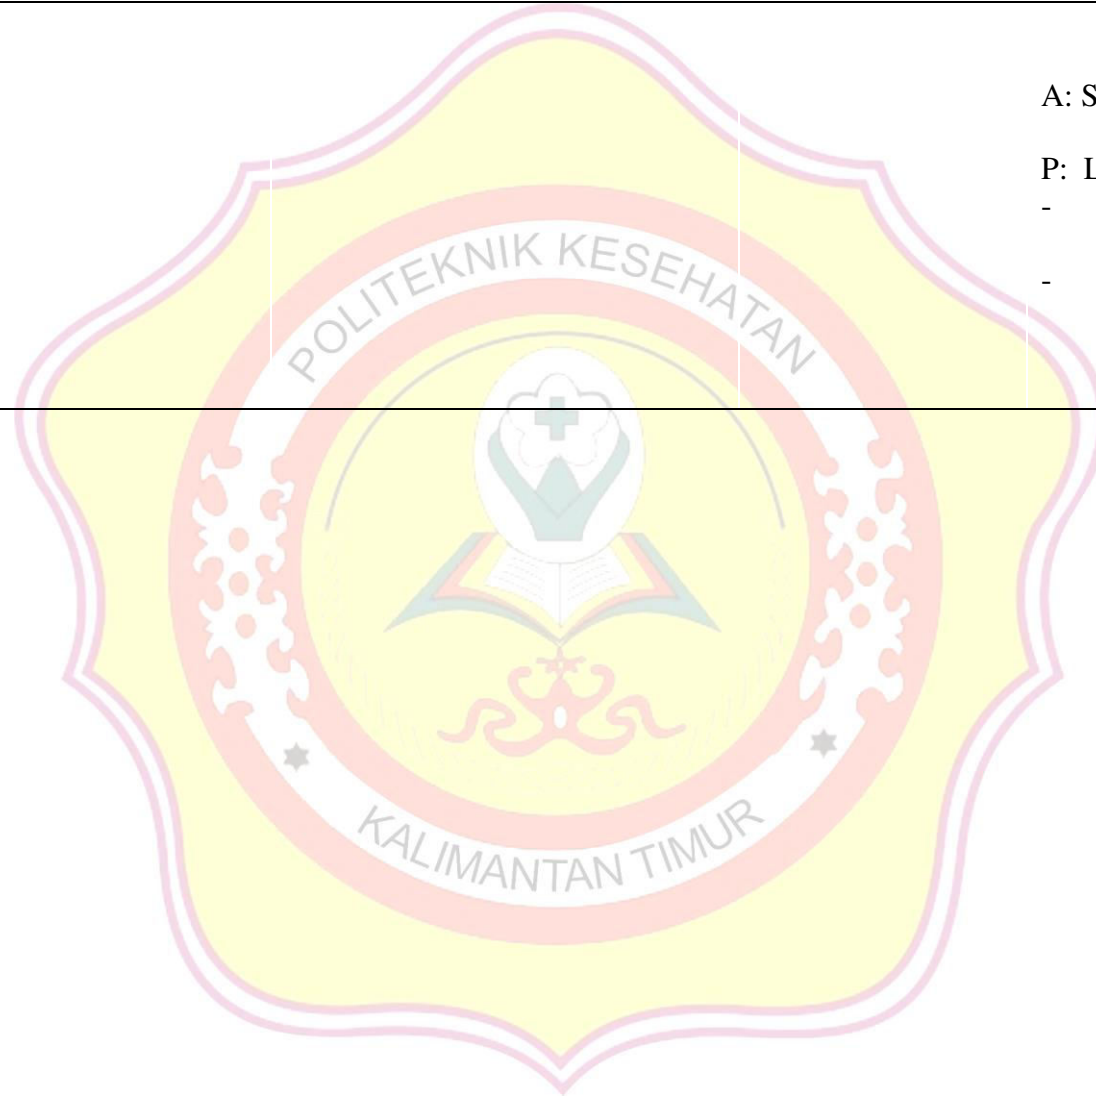 A: S
P: L
-
-
POLITEKNIK KESEHATAN
KALIMANTAN TIMUR